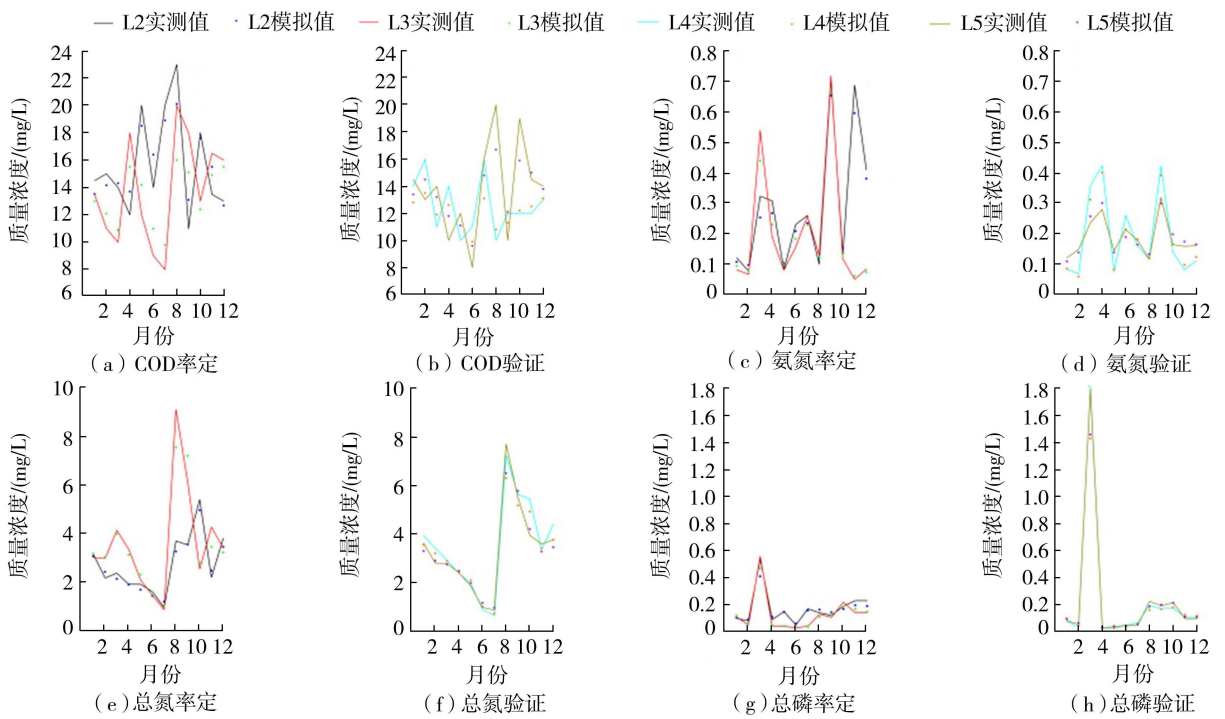 L2实测值 L2模拟值 L3实测值 L3模拟值 L4实测值 L4模拟值 L5实测值 L5模拟值
质量浓度/(mg/L)
24
22
20
18
16
14
12
10
8
6
2 4 6 8 10 12
月份
(a)COD率定
质量浓度/(mg/L)
24
22
20
18
16
14
12
10
8
6
2 4 6 8 10 12
月份
(b)COD验证
质量浓度/(mg/L)
0.8
0.7
0.6
0.5
0.4
0.3
0.2
0.1
0
2 4 6 8 10 12
月份
(c)氨氮率定
质量浓度/(mg/L)
0.8
0.7
0.6
0.5
0.4
0.3
0.2
0.1
0
2 4 6 8 10 12
月份
(d)氨氮验证
质量浓度/(mg/L)
10
8
6
4
2
0
2 4 6 8 10 12
月份
(e)总氮率定
质量浓度/(mg/L)
10
8
6
4
2
0
2 4 6 8 10 12
月份
(f)总氮验证
质量浓度/(mg/L)
1.8
1.6
1.4
1.2
1.0
0.8
0.6
0.4
0.2
0
2 4 6 8 10 12
月份
(g)总磷率定
质量浓度/(mg/L)
1.8
1.6
1.4
1.2
1.0
0.8
0.6
0.4
0.2
0
2 4 6 8 10 12
月份
(h)总磷验证